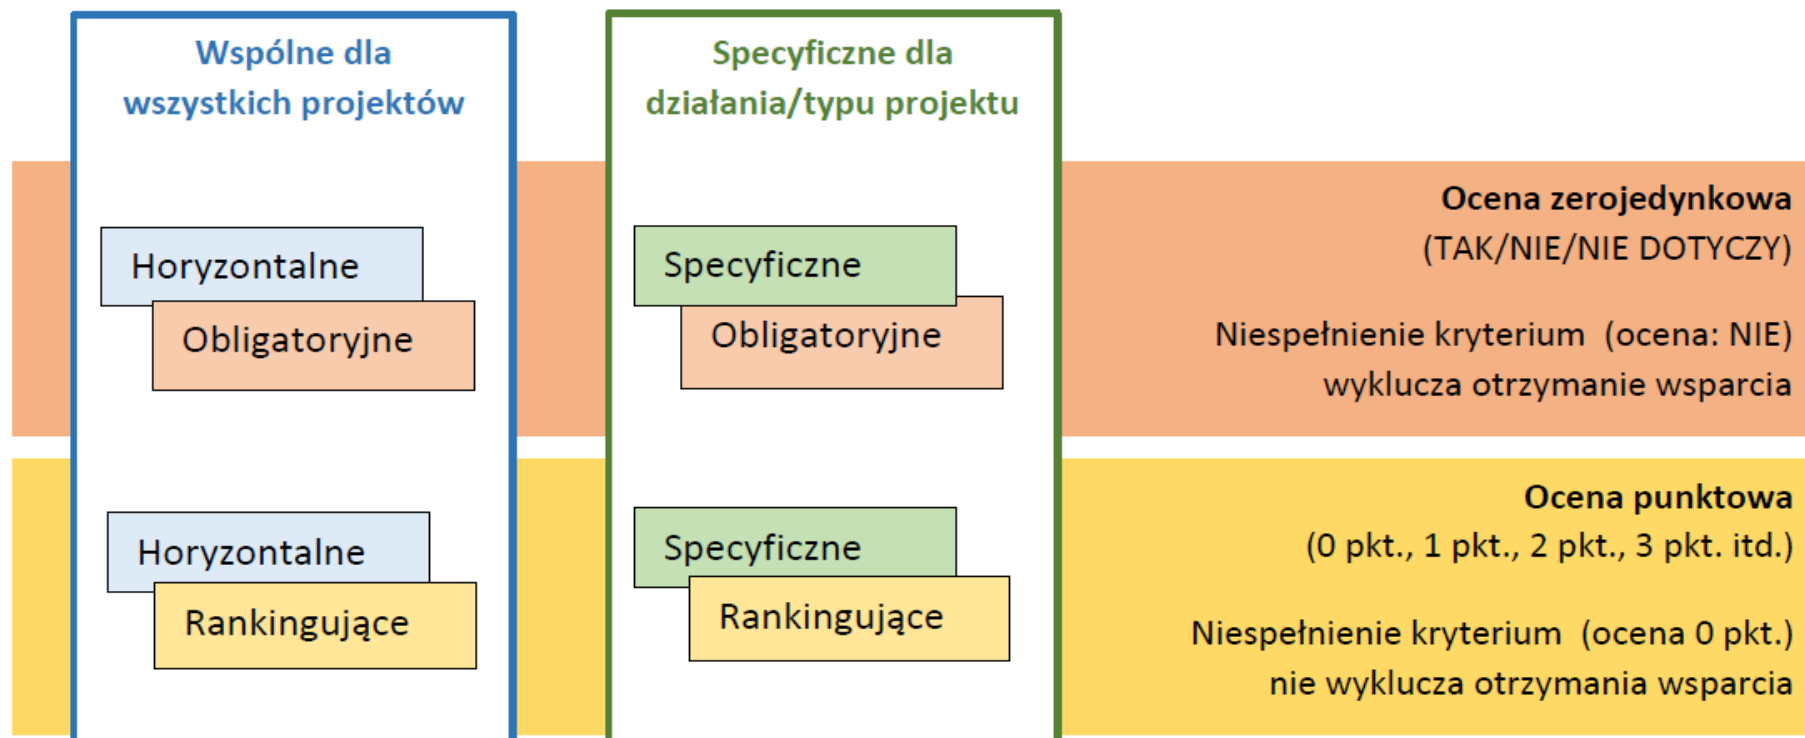 Wspólne dla
wszystkich projektów
Specyficzne dla
działania/typu projektu
Horyzontalne
Obligatoryjne
Specyficzne
Obligatoryjne
Ocena zerojedynkowa
(TAK/NIE/NIE DOTYCZY)
Niespełnienie kryterium (ocena: NIE)
wyklucza otrzymanie wsparcia
Horyzontalne
Rankingujące
Specyficzne
Rankingujące
Ocena punktowa
(0 pkt., 1 pkt., 2 pkt., 3 pkt. itd.)
Niespełnienie kryterium (ocena 0 pkt.)
nie wyklucza otrzymania wsparcia